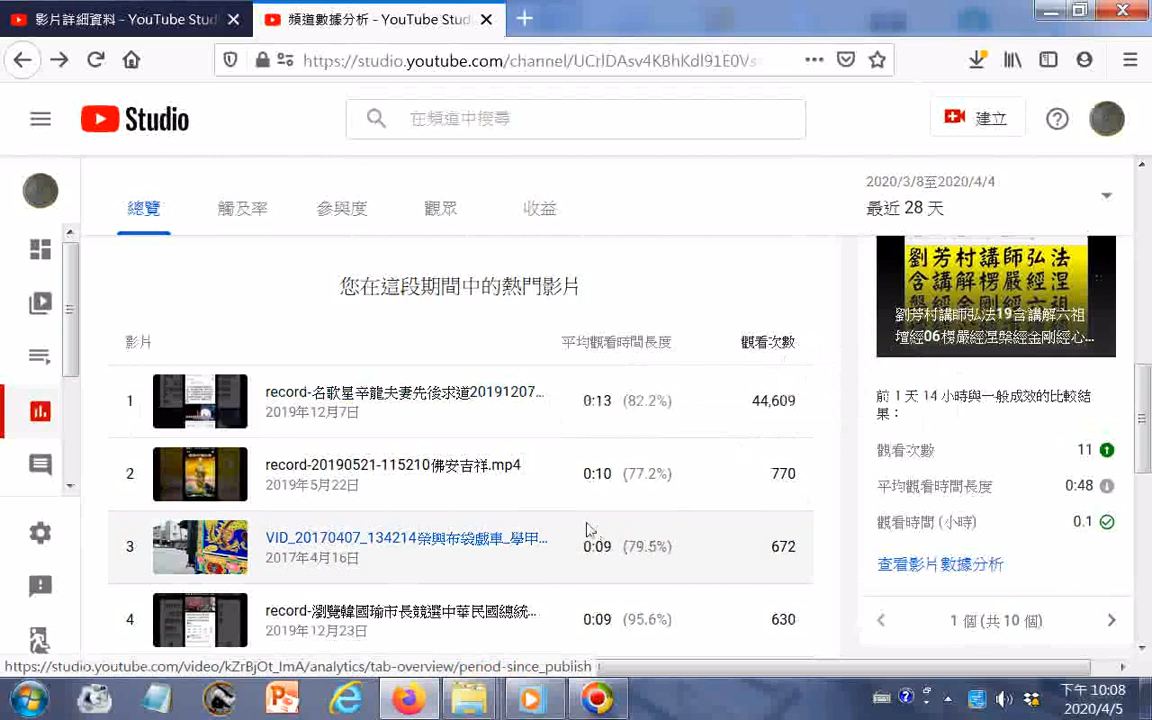 影片詳細資料 - YouTube Stud
頻道數據分析 - YouTube Stud
https://studio.youtube.com/channel/UCrlDAsv4KBhKdl91E0Vs
Studio
在頻道中搜尋
建立
總覽
觸及率
參與度
觀眾
收益
2020/3/8至2020/4/4
最近 28 天
您在這段期間中的熱門影片
影片
平均觀看時間長度
觀看次數
1
record-名歌星辛龍夫妻先後求道20191207...
2019年12月7日
0:13 (82.2%)
44,609
2
record-20190521-115210佛安吉祥.mp4
2019年5月22日
0:10 (77.2%)
770
3
VID_20170407_134214榮興布袋戲車_學甲...
2017年4月16日
0:09 (79.5%)
672
4
record-瀏覽韓國瑜市長競選中華民國總統...
2019年12月23日
0:09 (95.6%)
630
劉芳村講師弘法
含講解楞嚴經涅
槃經金剛經六祖
劉芳村講師弘法19含講解六祖
壇經06楞嚴經涅槃經金剛經心...
前 1 天 14 小時與一般成效的比較結
果：
觀看次數
11
平均觀看時間長度
0:48
觀看時間 (小時)
0.1
查看影片數據分析
1 個 (共 10 個)
https://studio.youtube.com/video/kZrBjOt_ImA/analytics/tab-overview/period-since_publish
下午 10:08
2020/4/5